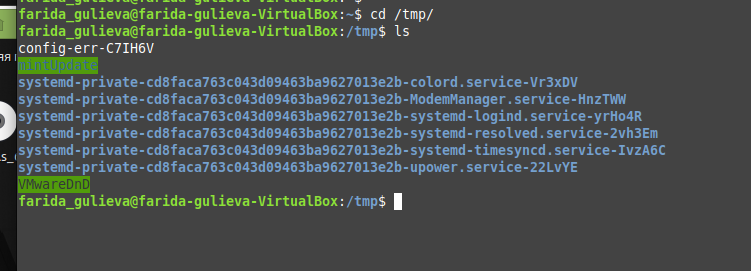 farida_gulieva@farida-gulieva-VirtualBox:~$ cd /tmp/
farida_gulieva@farida-gulieva-VirtualBox:/tmp$ ls
config-err-C7IH6V
mintUpdate
systemd-private-cd8faca763c043d09463ba9627013e2b-colord.service-Vr3xDV
systemd-private-cd8faca763c043d09463ba9627013e2b-ModemManager.service-HnzTWW
systemd-private-cd8faca763c043d09463ba9627013e2b-systemd-logind.service-yrHo4R
systemd-private-cd8faca763c043d09463ba9627013e2b-systemd-resolved.service-2vh3Em
systemd-private-cd8faca763c043d09463ba9627013e2b-systemd-timesyncd.service-IvzA6C
systemd-private-cd8faca763c043d09463ba9627013e2b-upower.service-22LvYE
VMwareDnD
farida_gulieva@farida-gulieva-VirtualBox:/tmp$